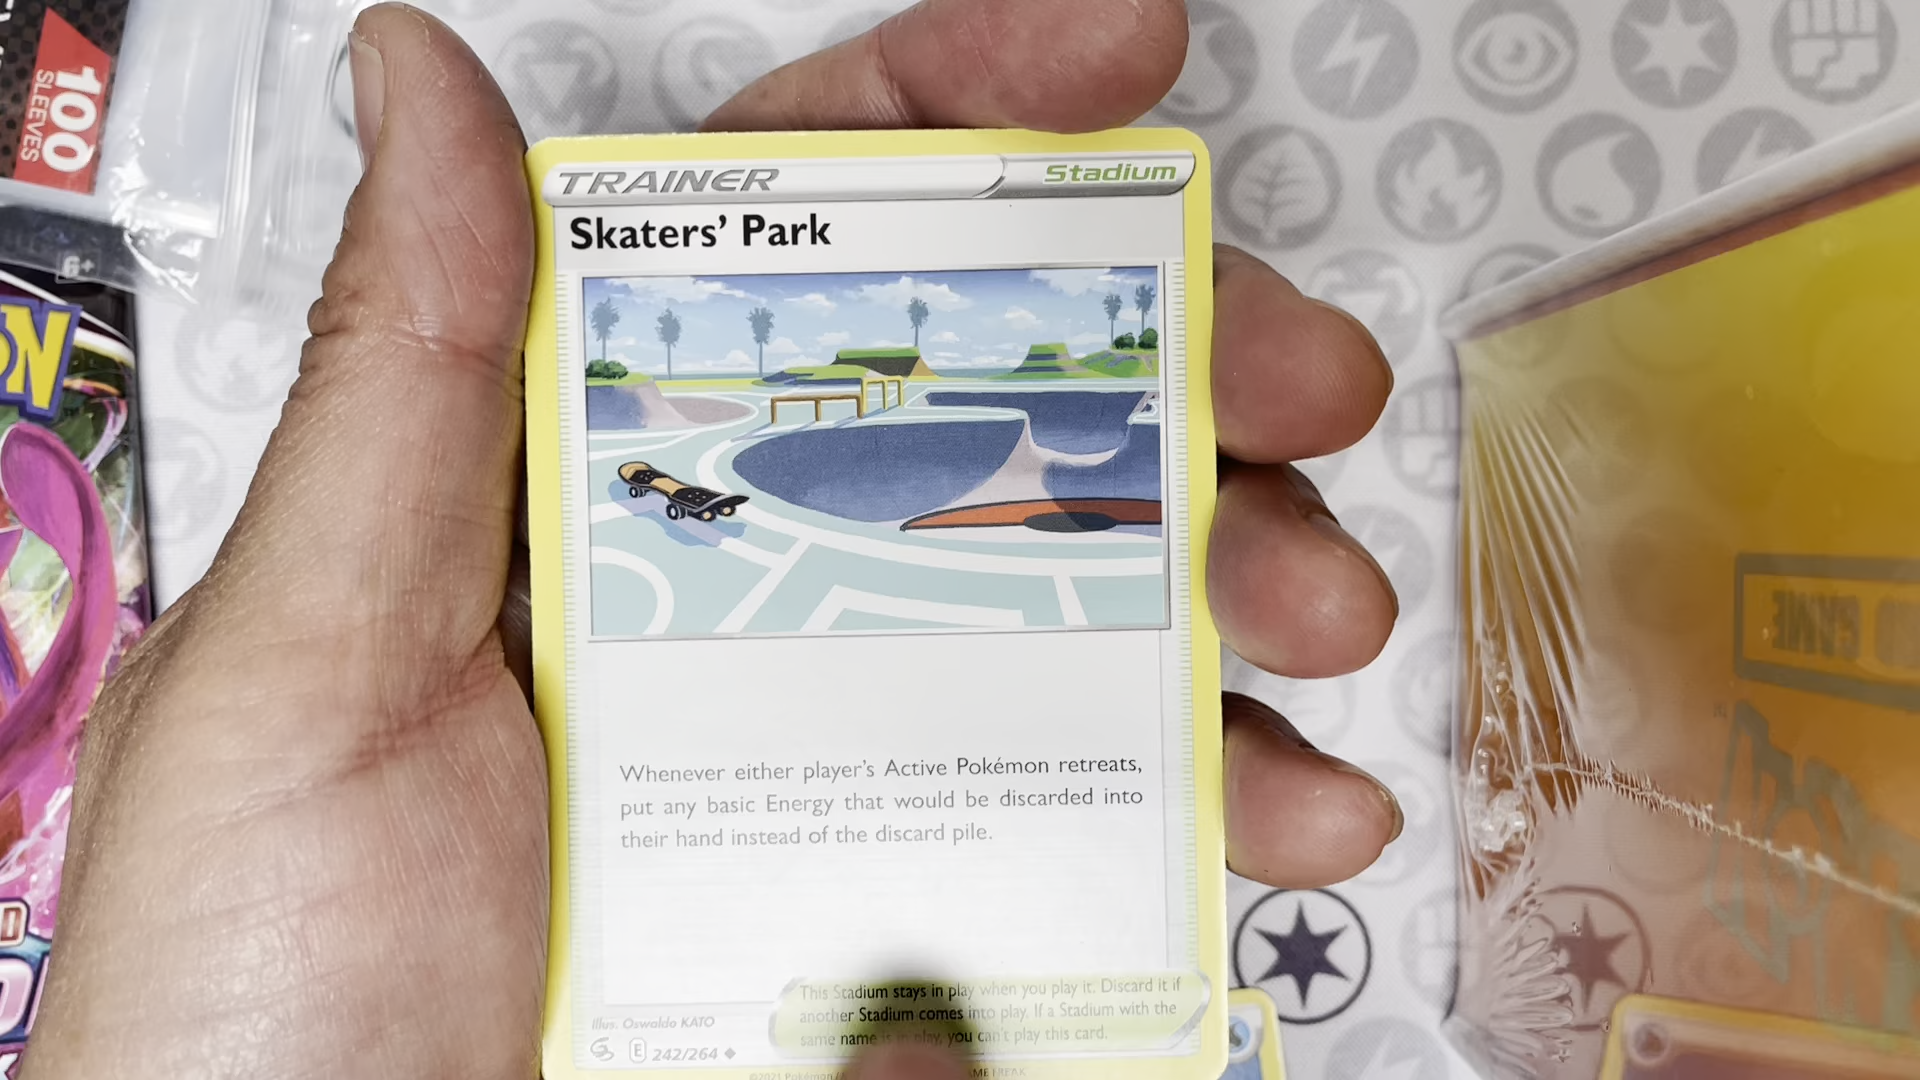 100
SLEEVES
6+
TRAINER
Stadium
Skaters' Park
Whenever either player's Active Pokémon retreats,
put any basic Energy that would be discarded into
their hand instead of the discard pile.
This Stadium stays in play when you play it. Discard it if
another Stadium comes into play. If a Stadium with the
same name is in play, you can't play this card.
Illus. Oswaldo KATO
E 242/264
©2021 Pokémon